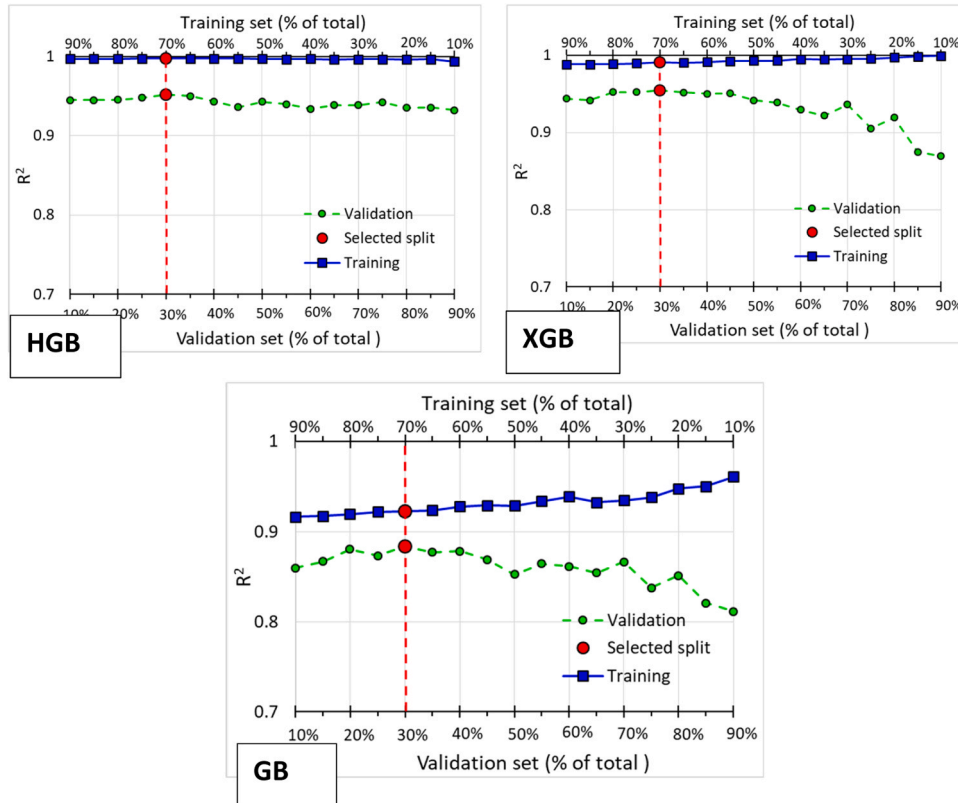 Training set (% of total)
90% 80% 70% 60% 50% 40% 30% 20% 10%
1
0.9
0.8
0.7
R²
Validation
Selected split
Training
10% 20% 30% 40% 50% 60% 70% 80% 90%
Validation set (% of total )
HGB
Training set (% of total)
90% 80% 70% 60% 50% 40% 30% 20% 10%
1
0.9
0.8
0.7
R²
Validation
Selected split
Training
10% 20% 30% 40% 50% 60% 70% 80% 90%
Validation set (% of total )
XGB
Training set (% of total)
90% 80% 70% 60% 50% 40% 30% 20% 10%
1
0.9
0.8
0.7
R²
Validation
Selected split
Training
10% 20% 30% 40% 50% 60% 70% 80% 90%
Validation set (% of total )
GB